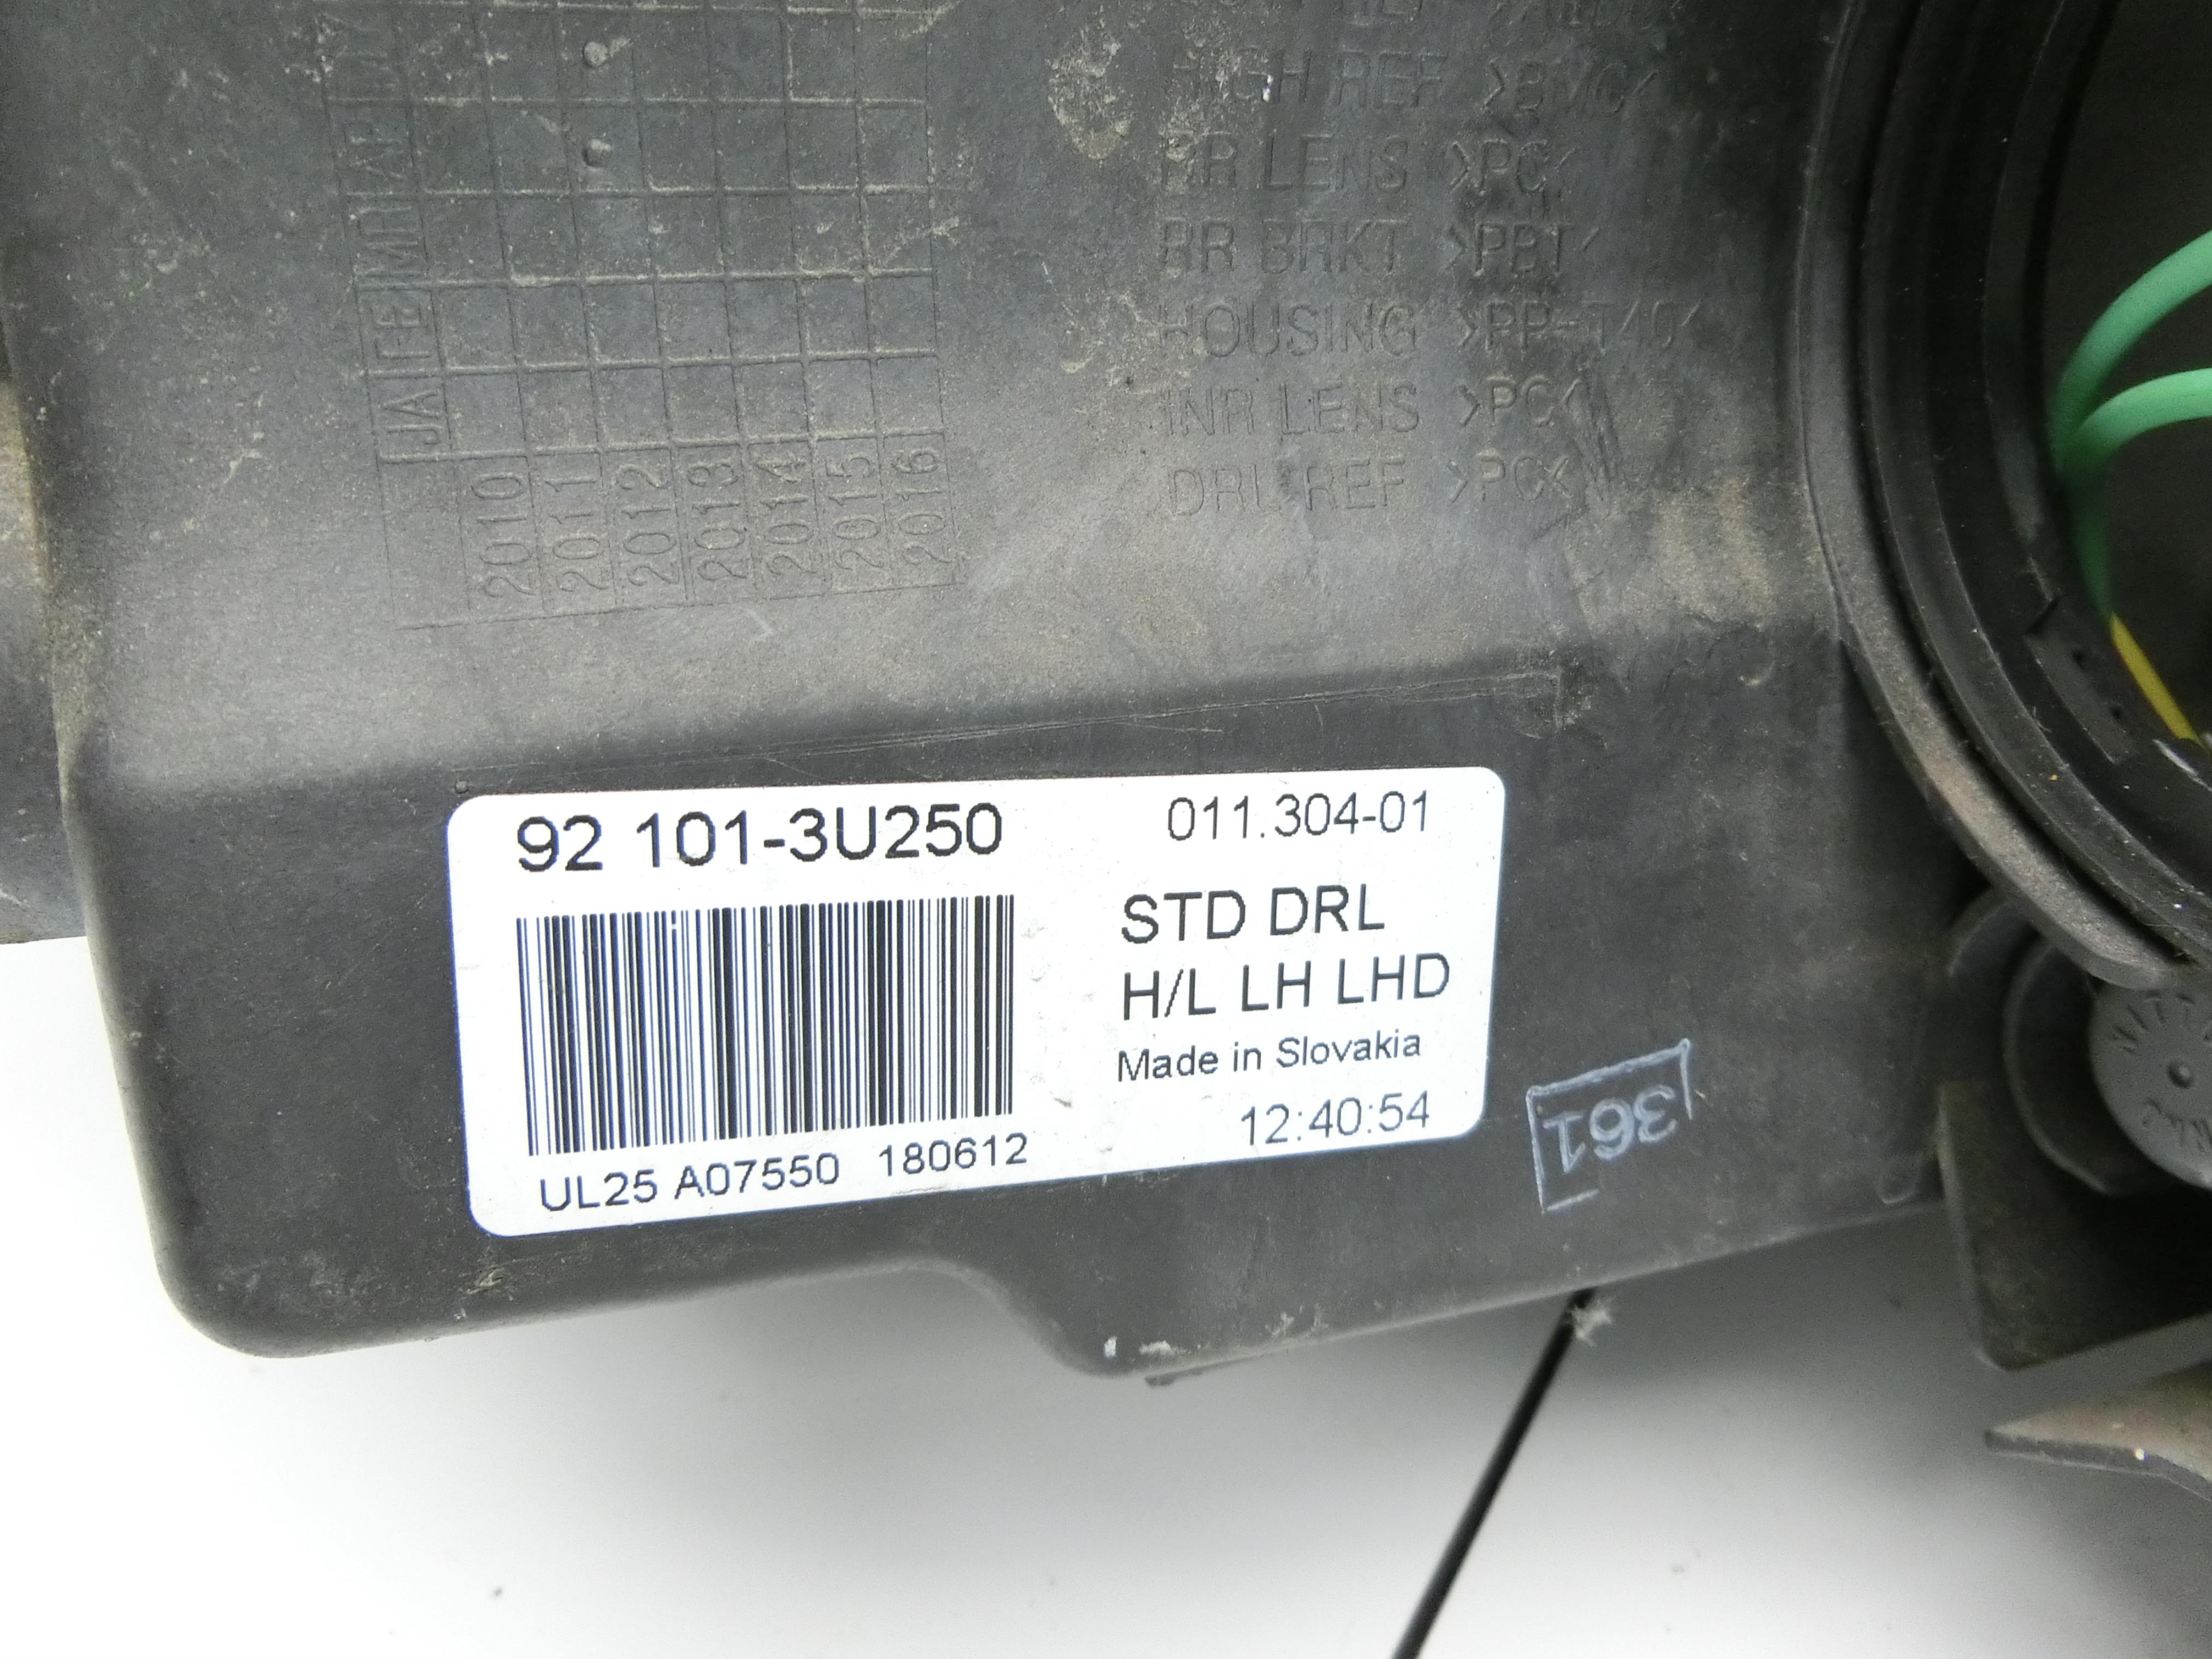 HIGH REF >BMC<
RR LENS >PC<
RR BRKT >PBT<
HOUSING >PP-T40<
INR LENS >PC<
DRL REF >PC<
JA FE MR AP
2010
2011
2012
2013
2014
2015
2016
92 101-3U250
011.304-01
STD DRL
H/L LH LHD
Made in Slovakia
12:40:54
UL25 A07550 180612
361